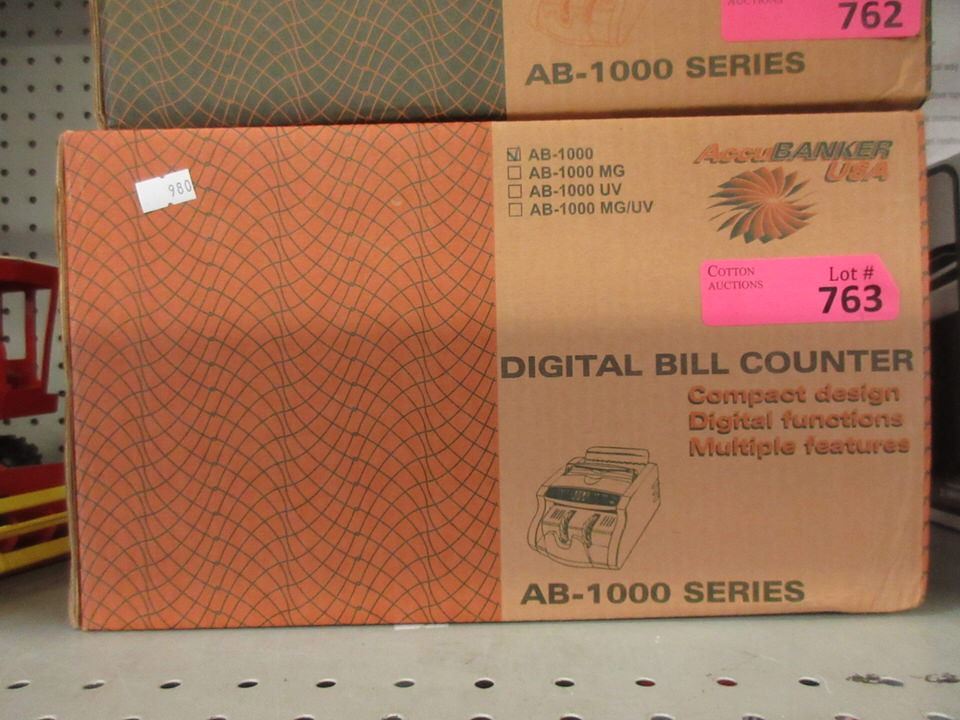 AUCTIONS
762
AB-1000 SERIES
980
AB-1000
AB-1000 MG
AB-1000 UV
AB-1000 MG/UV
AccuBANKER
USA
COTTON
AUCTIONS
Lot #
763
DIGITAL BILL COUNTER
Compact design
Digital functions
Multiple features
AB-1000 SERIES